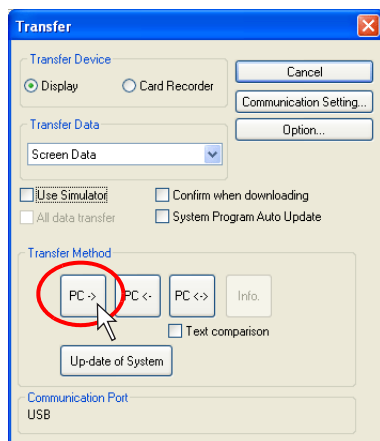 Transfer
Transfer Device
Display
Card Recorder
Cancel
Communication Setting...
Option...
Transfer Data
Screen Data
Use Simulator
Confirm when downloading
All data transfer
System Program Auto Update
Transfer Method
PC ->
PC <-
PC <->
Info.
Text comparison
Up-date of System
Communication Port
USB